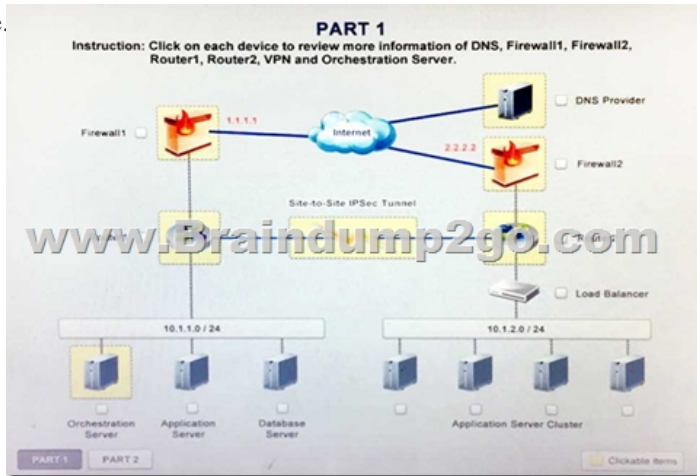 e.
PART 1
Instruction: Click on each device to review more information of DNS, Firewall1, Firewall2,
Router1, Router2, VPN and Orchestration Server.
DNS Provider
1.1.1.1
Firewall1
Internet
2.2.2.2
Firewall2
Site-to-Site IPSec Tunnel
www.Braindump2go.com
Load Balancer
10.1.1.0 / 24
10.1.2.0 / 24
Orchestration
Server
Application
Server
Database
Server
Application Server Cluster
PART 1
PART 2
Clickable items